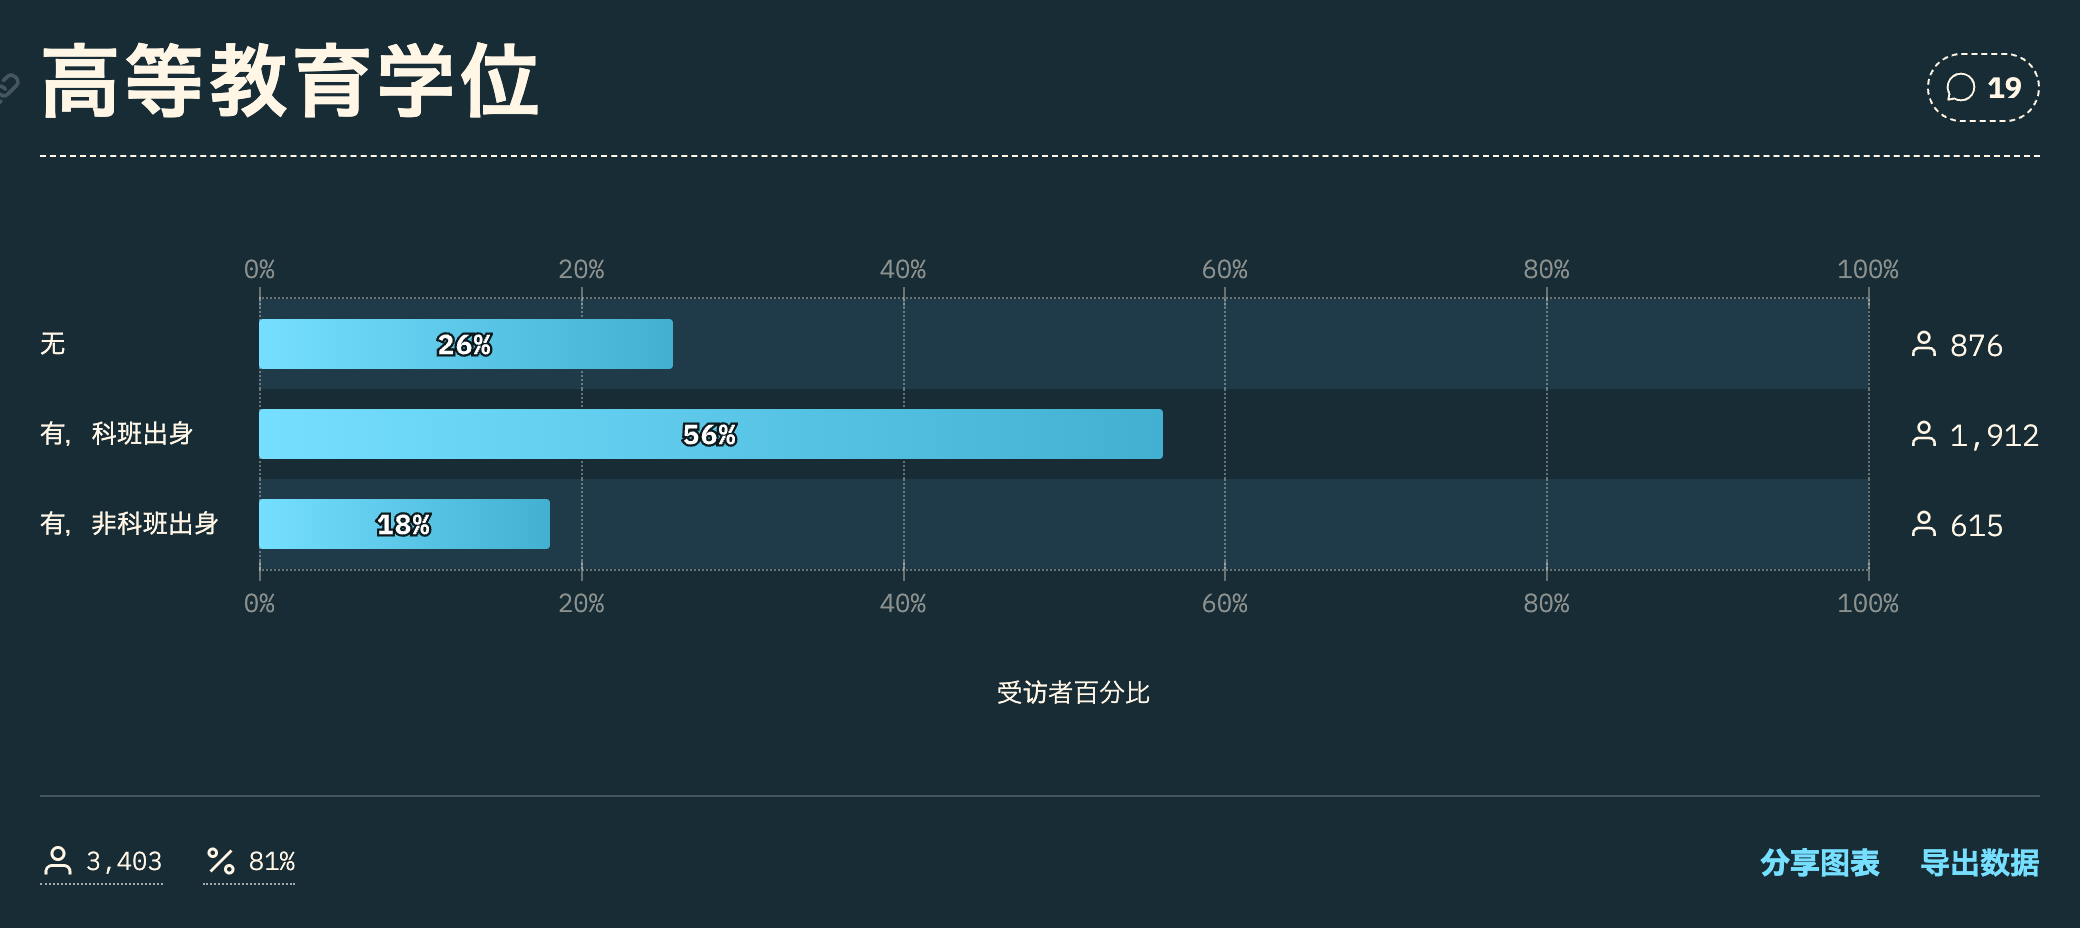 高等教育学位
19
0% 20% 40% 60% 80% 100%
无 26% 876
有，科班出身 56% 1,912
有，非科班出身 18% 615
0% 20% 40% 60% 80% 100%
受访者百分比
3,403 81% 分享图表 导出数据